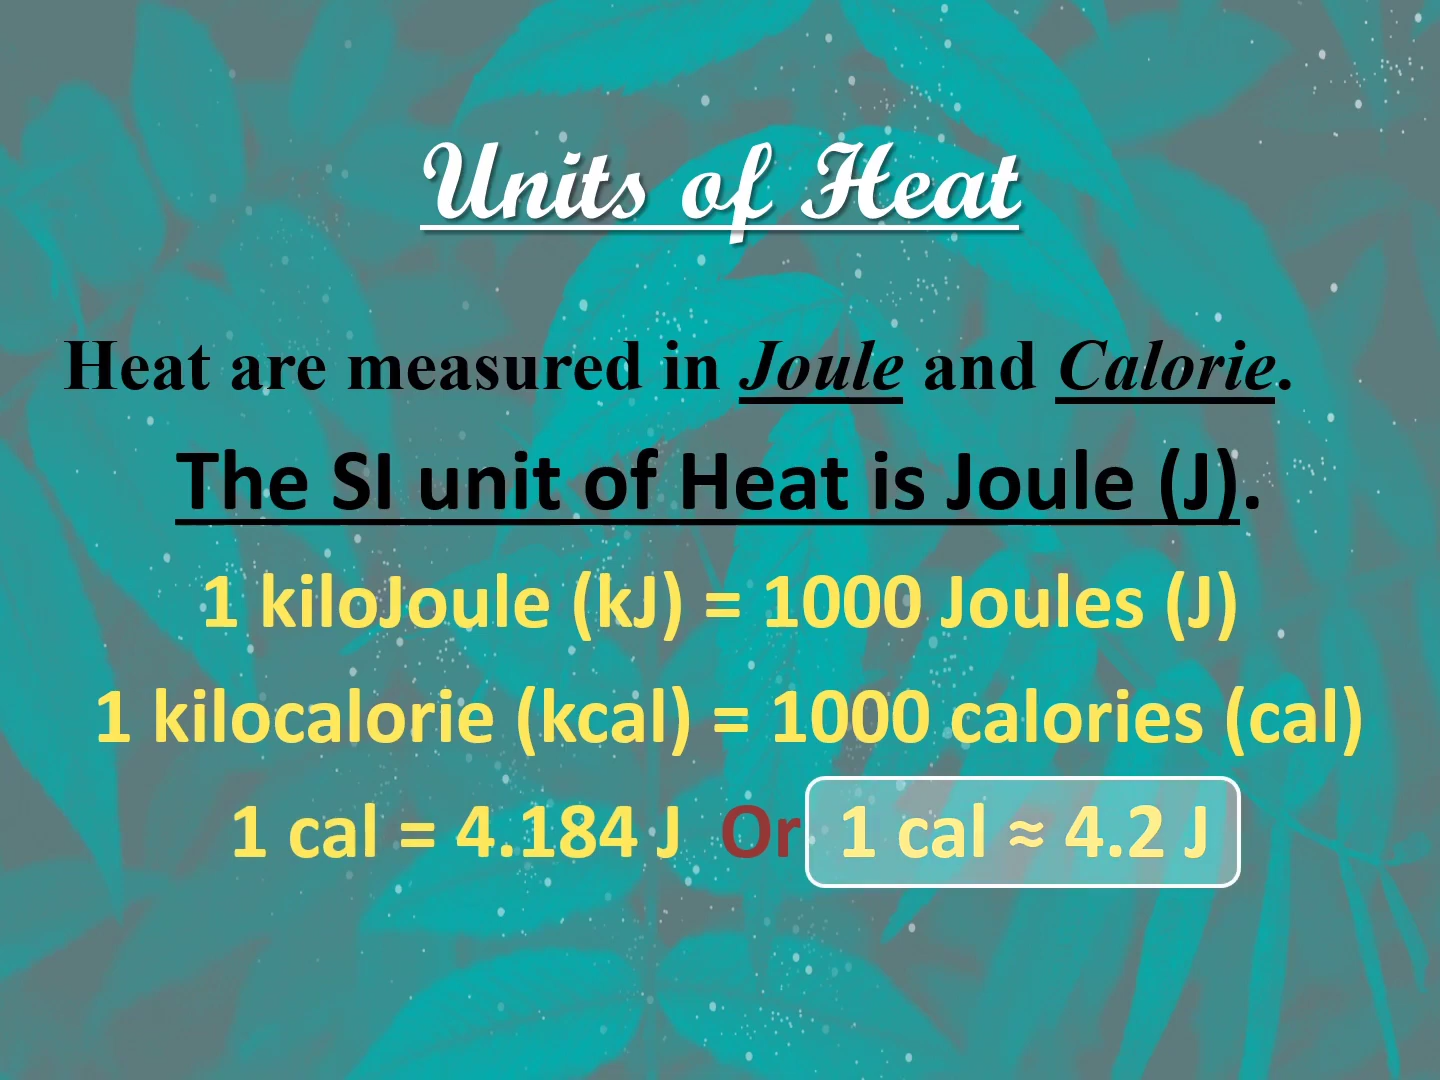 Units of Heat
Heat are measured in Joule and Calorie.
The SI unit of Heat is Joule (J).
1 kiloJoule (kJ) = 1000 Joules (J)
1 kilocalorie (kcal) = 1000 calories (cal)
1 cal = 4.184 J Or 1 cal ≈ 4.2 J